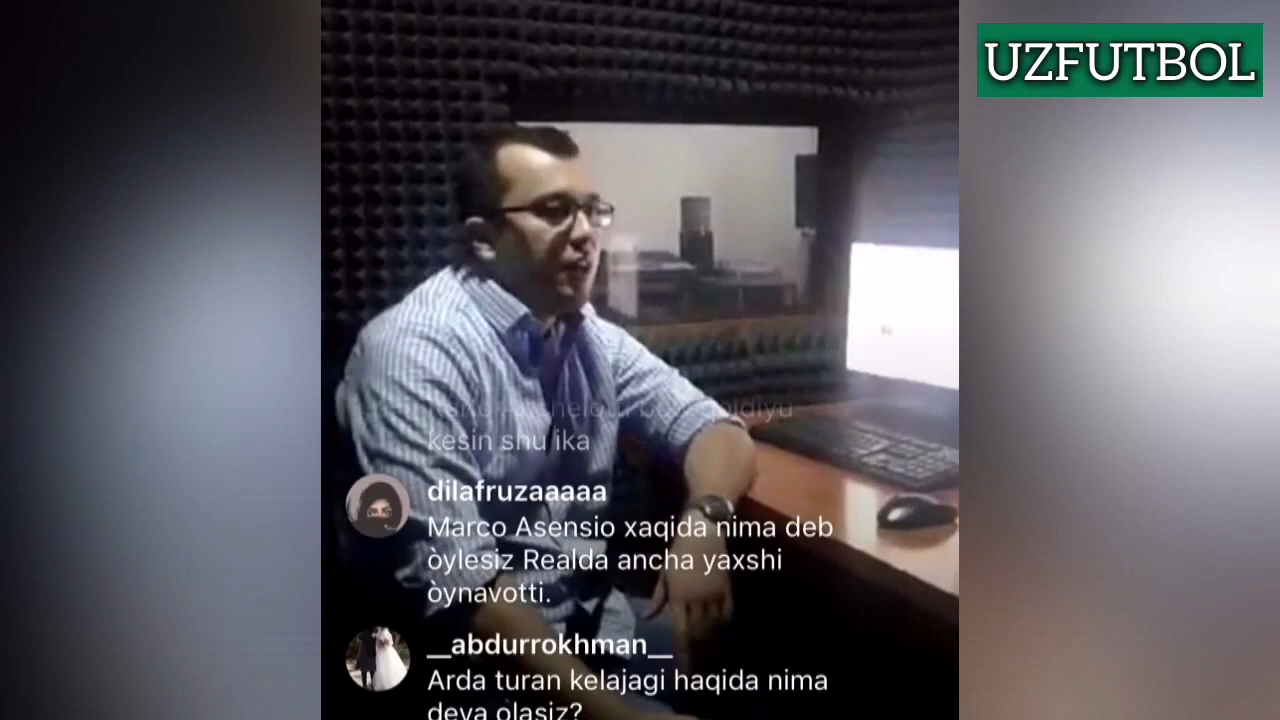 UZFUTBOL
kesin shu ika
dilafruzaaaaa
Marco Asensio xaqida nima deb
òylesiz Realda ancha yaxshi
òynavotti.
__abdurrokhman__
Arda turan kelajagi haqida nima
deya olasiz?